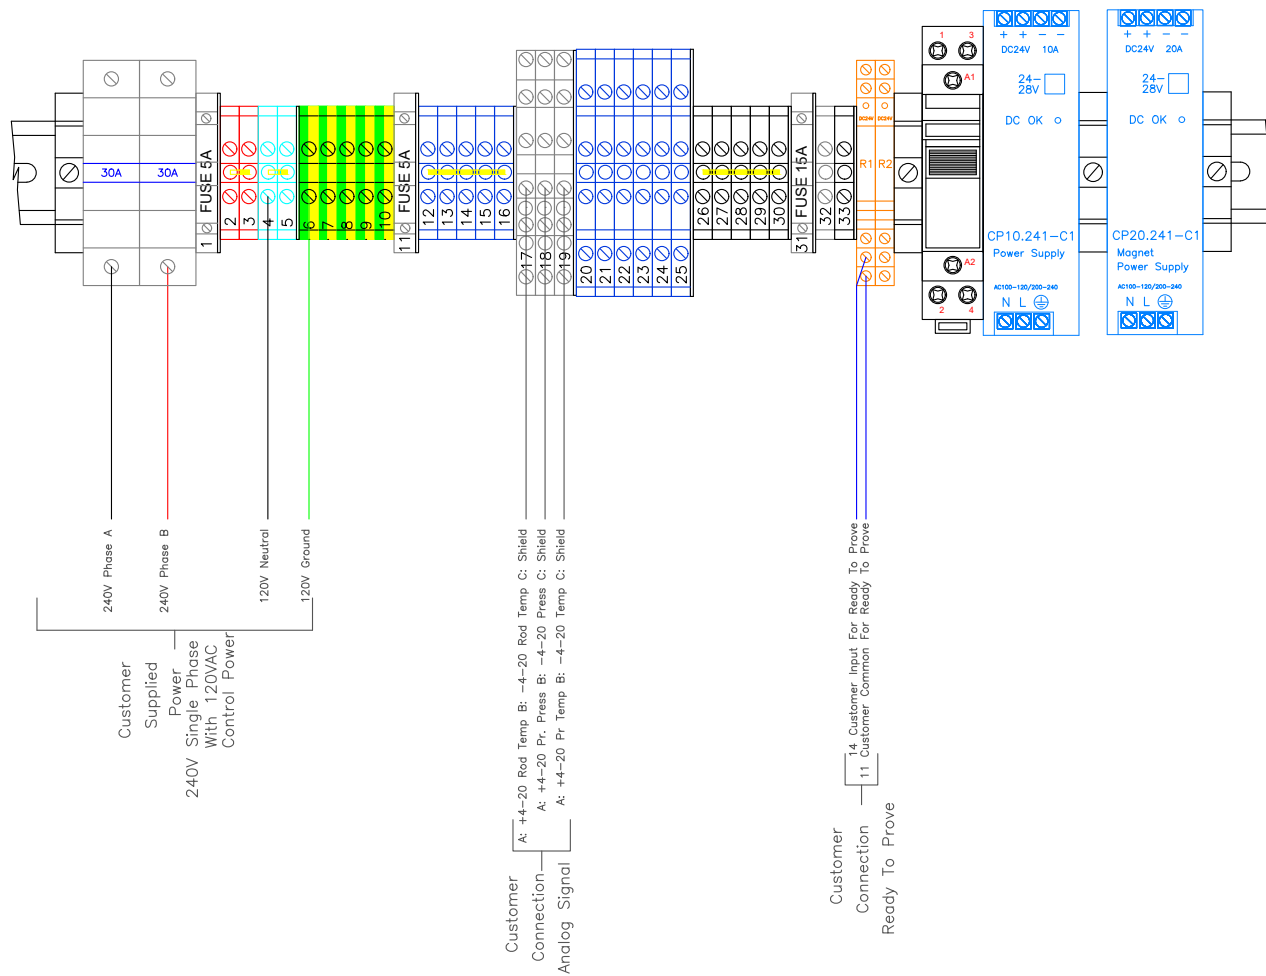 1 3
A1
A2
2 4
+ + − −
DC24V 10A
24−
28V
DC OK
CP10.241−C1
Power Supply
AC100−120/200−240
N L
+ + − −
DC24V 20A
24−
28V
DC OK
CP20.241−C1
Magnet
Power Supply
AC100−120/200−240
N L
30A 30A
1 FUSE 5A
2
3
4
5
6
7
8
9
10
11 FUSE 5A
12
13
14
15
16
17
18
19
20
21
22
23
24
25
26
27
28
29
30
31 FUSE 15A
32
33
DC24V DC24V
R1 R2
240V Phase A
240V Phase B
120V Neutral
120V Ground
Customer
Supplied
Power
240V Single Phase
With 120VAC
Control Power
A: +4−20 Rod Temp B: −4−20 Rod Temp C: Shield
A: +4−20 Pr. Press B: −4−20 Press C: Shield
A: +4−20 Pr Temp B: −4−20 Temp C: Shield
Customer
Connection
Analog Signal
14 Customer Input For Ready To Prove
11 Customer Common For Ready To Prove
Customer
Connection
Ready To Prove